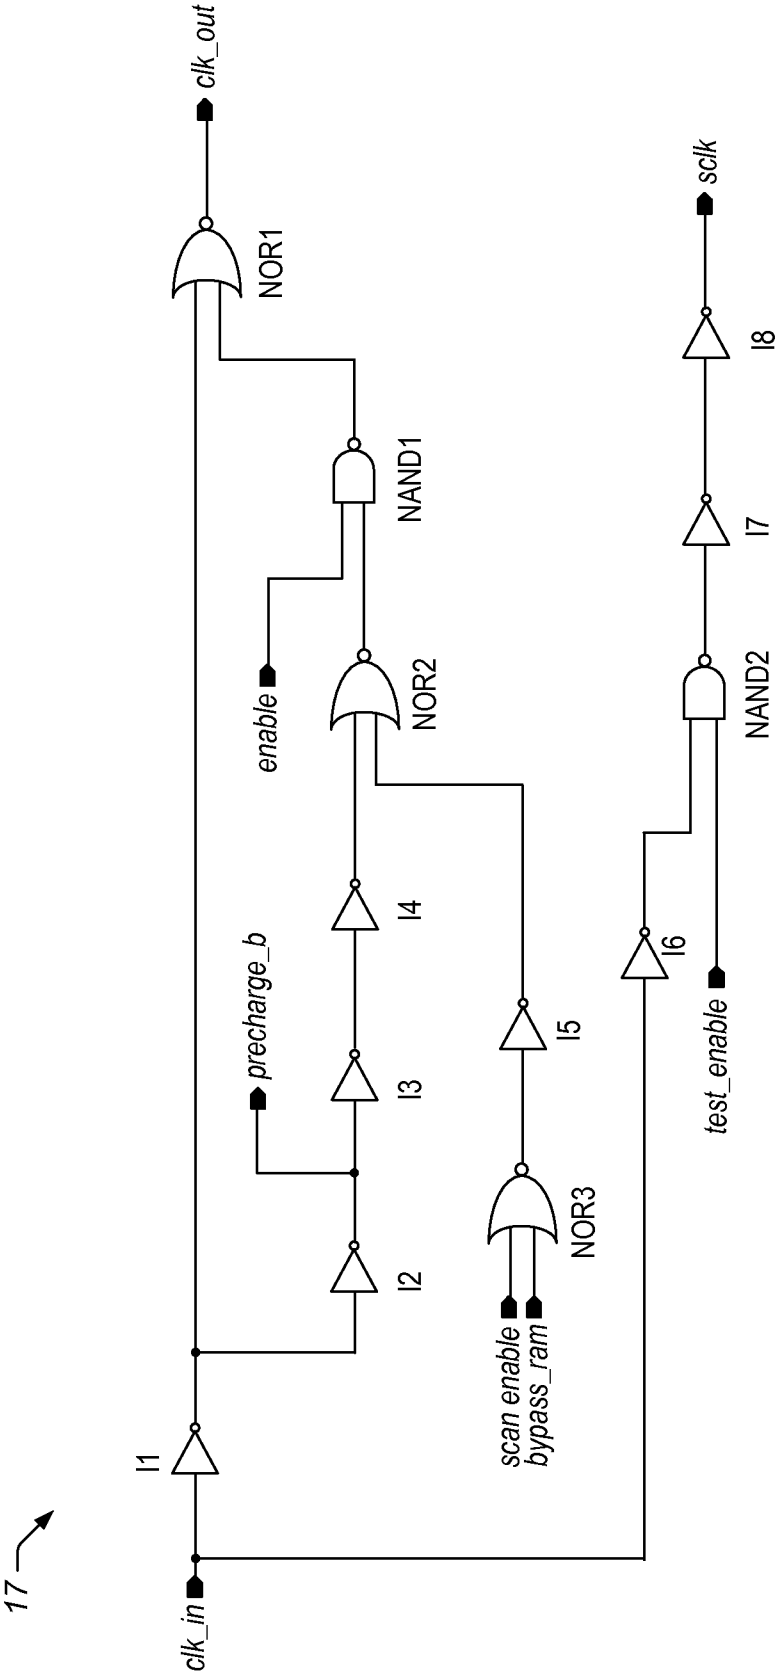 17
clk_in
I1
clk_out
NOR1
precharge_b
enable
I2
I3
I4
NOR2
NAND1
scan enable
bypass_ram
NOR3
I5
I6
test_enable
NAND2
I7
I8
sclk